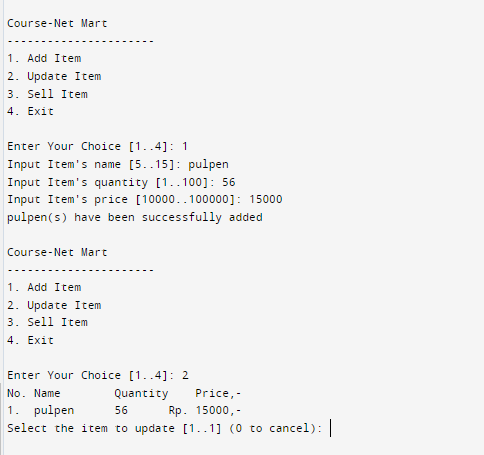 Course-Net Mart
----------------------
1. Add Item
2. Update Item
3. Sell Item
4. Exit
Enter Your Choice [1..4]: 1
Input Item's name [5..15]: pulpen
Input Item's quantity [1..100]: 56
Input Item's price [10000..100000]: 15000
pulpen(s) have been successfully added
Course-Net Mart
----------------------
1. Add Item
2. Update Item
3. Sell Item
4. Exit
Enter Your Choice [1..4]: 2
No. Name        Quantity    Price,-
1.  pulpen      56      Rp. 15000,-
Select the item to update [1..1] (0 to cancel):